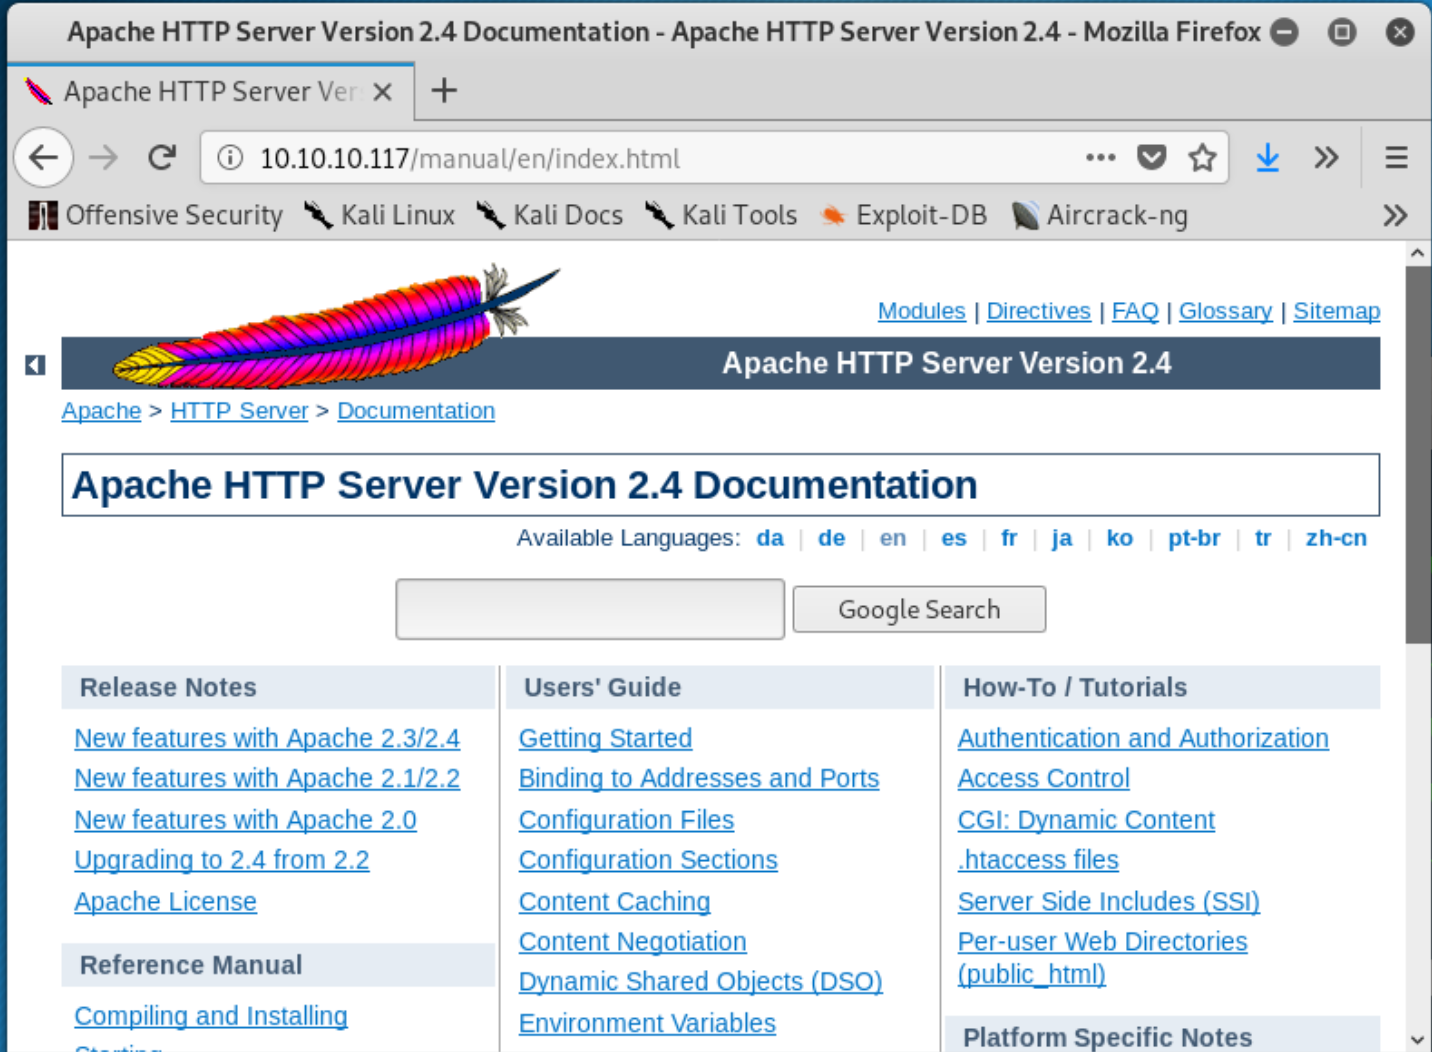 Apache HTTP Server Version 2.4 Documentation - Apache HTTP Server Version 2.4 - Mozilla Firefox
Apache HTTP Server Ver
10.10.10.117/manual/en/index.html
Offensive Security Kali Linux Kali Docs Kali Tools Exploit-DB Aircrack-ng
Modules | Directives | FAQ | Glossary | Sitemap
Apache HTTP Server Version 2.4
Apache > HTTP Server > Documentation
Apache HTTP Server Version 2.4 Documentation
Available Languages: da | de | en | es | fr | ja | ko | pt-br | tr | zh-cn
Google Search
Release Notes
New features with Apache 2.3/2.4
New features with Apache 2.1/2.2
New features with Apache 2.0
Upgrading to 2.4 from 2.2
Apache License
Reference Manual
Compiling and Installing
Starting
Users' Guide
Getting Started
Binding to Addresses and Ports
Configuration Files
Configuration Sections
Content Caching
Content Negotiation
Dynamic Shared Objects (DSO)
Environment Variables
How-To / Tutorials
Authentication and Authorization
Access Control
CGI: Dynamic Content
.htaccess files
Server Side Includes (SSI)
Per-user Web Directories
(public_html)
Platform Specific Notes